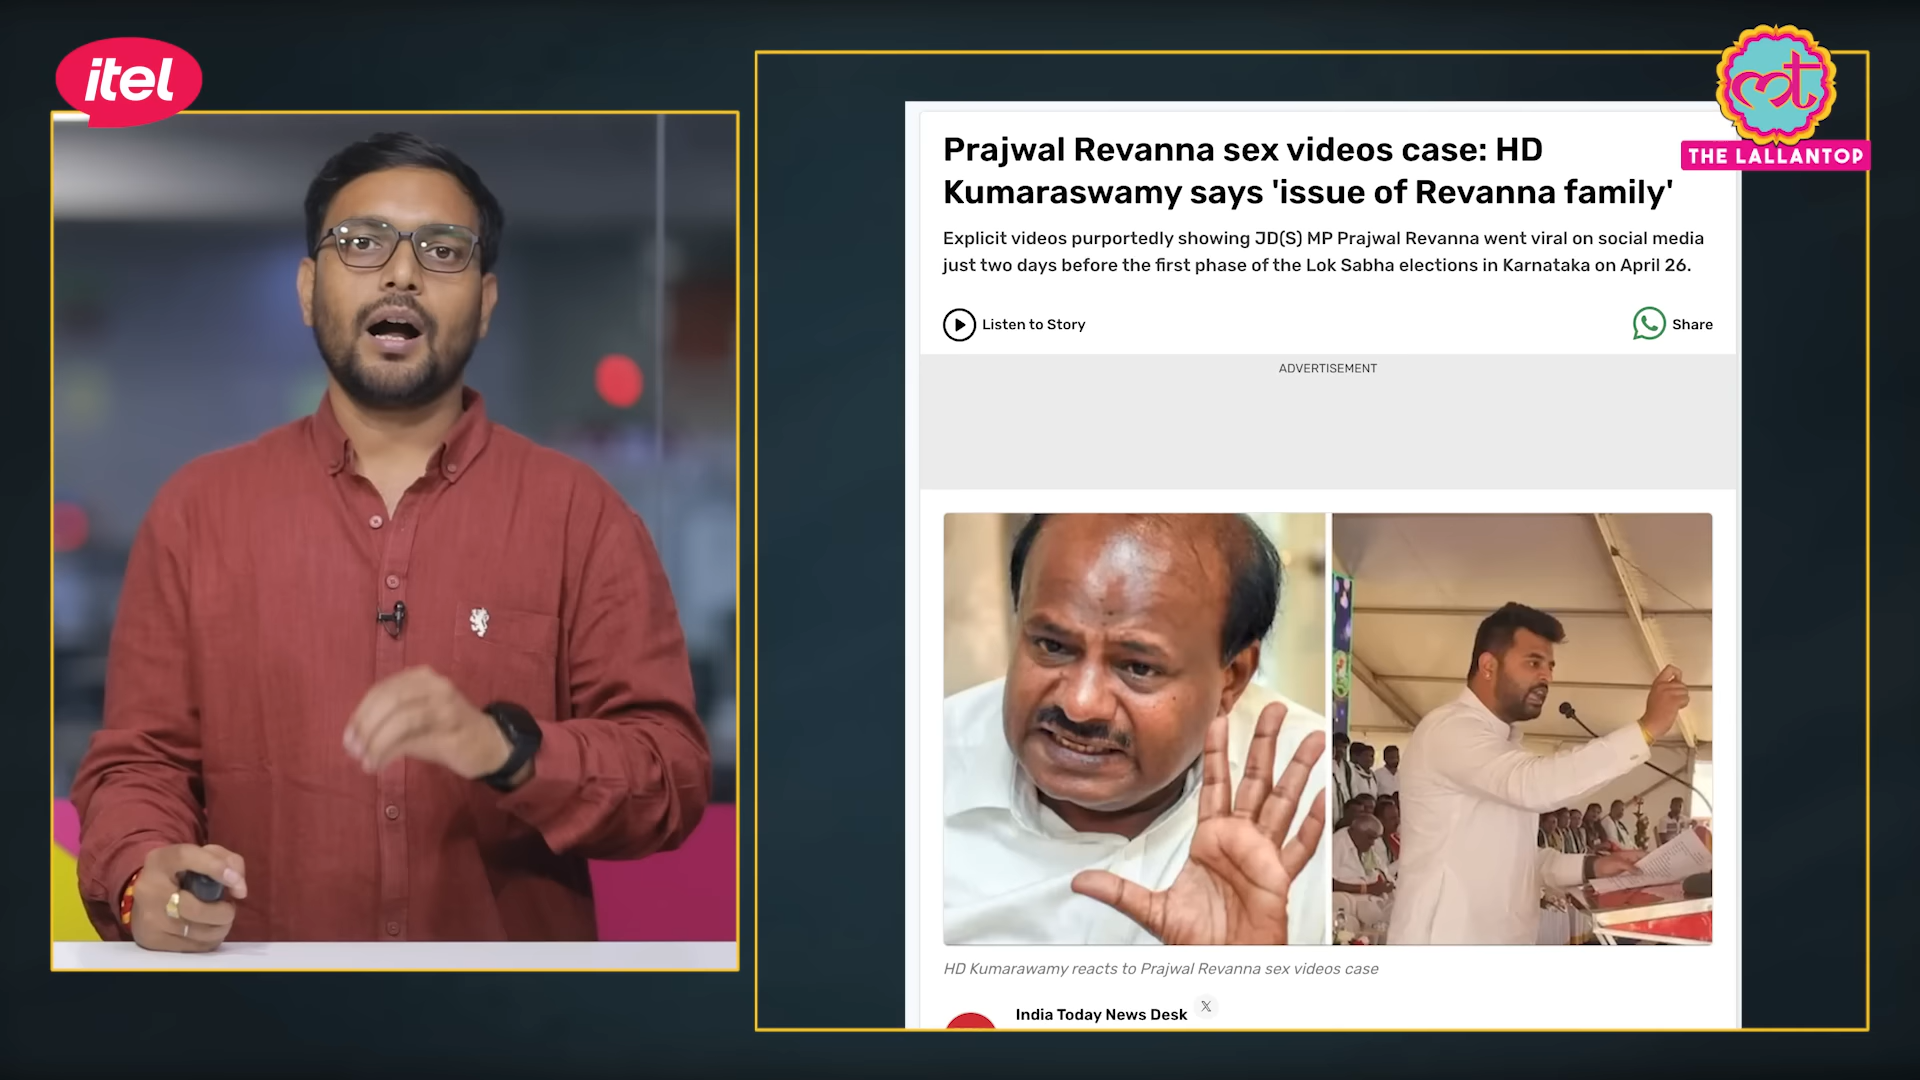 itel
लT
THE LALLANTOP
Prajwal Revanna sex videos case: HD
Kumaraswamy says 'issue of Revanna family'
Explicit videos purportedly showing JD(S) MP Prajwal Revanna went viral on social media
just two days before the first phase of the Lok Sabha elections in Karnataka on April 26.
Listen to Story
Share
ADVERTISEMENT
HD Kumarawamy reacts to Prajwal Revanna sex videos case
India Today News Desk